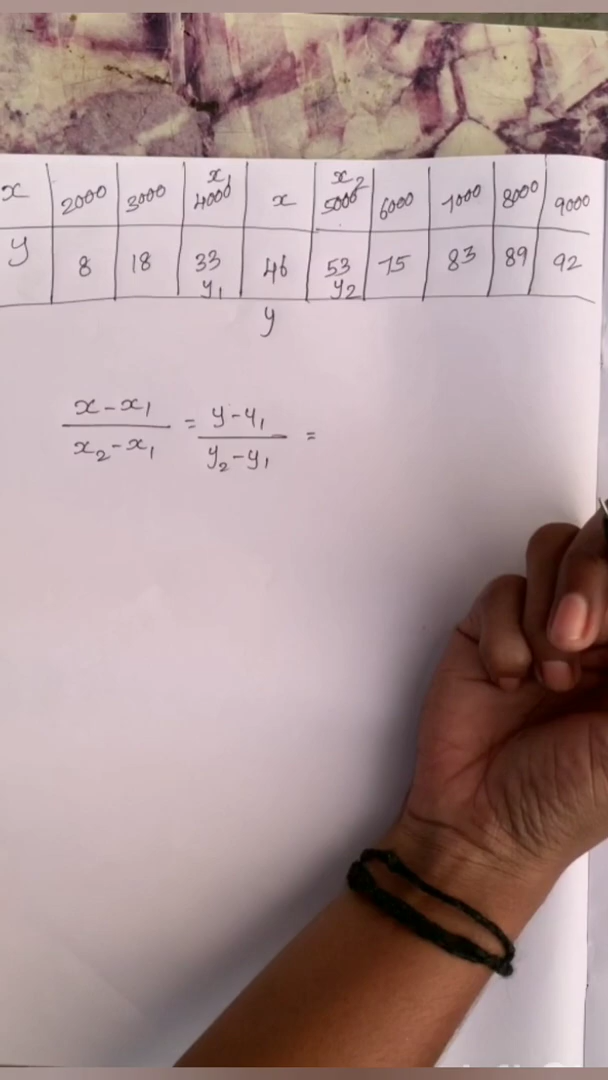 x 2000 3000 x1 4000 x x2 5000 6000 7000 8000 9000
y 8 18 33 46 53 75 83 89 92
y1 y2
y
x-x1 / x2-x1 = y-y1 / y2-y1 =